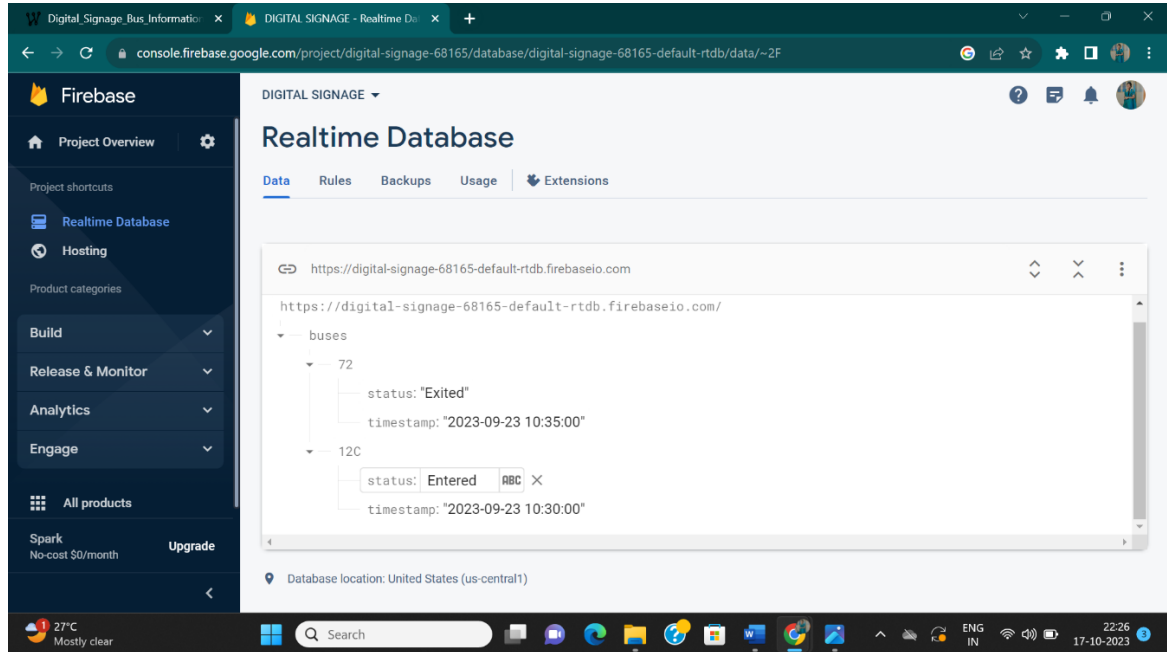 Digital_Signage_Bus_Information
DIGITAL SIGNAGE - Realtime Da
console.firebase.google.com/project/digital-signage-68165/database/digital-signage-68165-default-rtdb/data/~2F
Firebase
Project Overview
Project shortcuts
Realtime Database
Hosting
Product categories
Build
Release & Monitor
Analytics
Engage
All products
Spark
No-cost $0/month
Upgrade
DIGITAL SIGNAGE
Realtime Database
Data Rules Backups Usage Extensions
https://digital-signage-68165-default-rtdb.firebaseio.com
https://digital-signage-68165-default-rtdb.firebaseio.com/
buses
72
status: "Exited"
timestamp: "2023-09-23 10:35:00"
12C
status: Entered ABC
timestamp: "2023-09-23 10:30:00"
Database location: United States (us-central1)
1
27°C
Mostly clear
Search
ENG
IN
22:26
17-10-2023
3